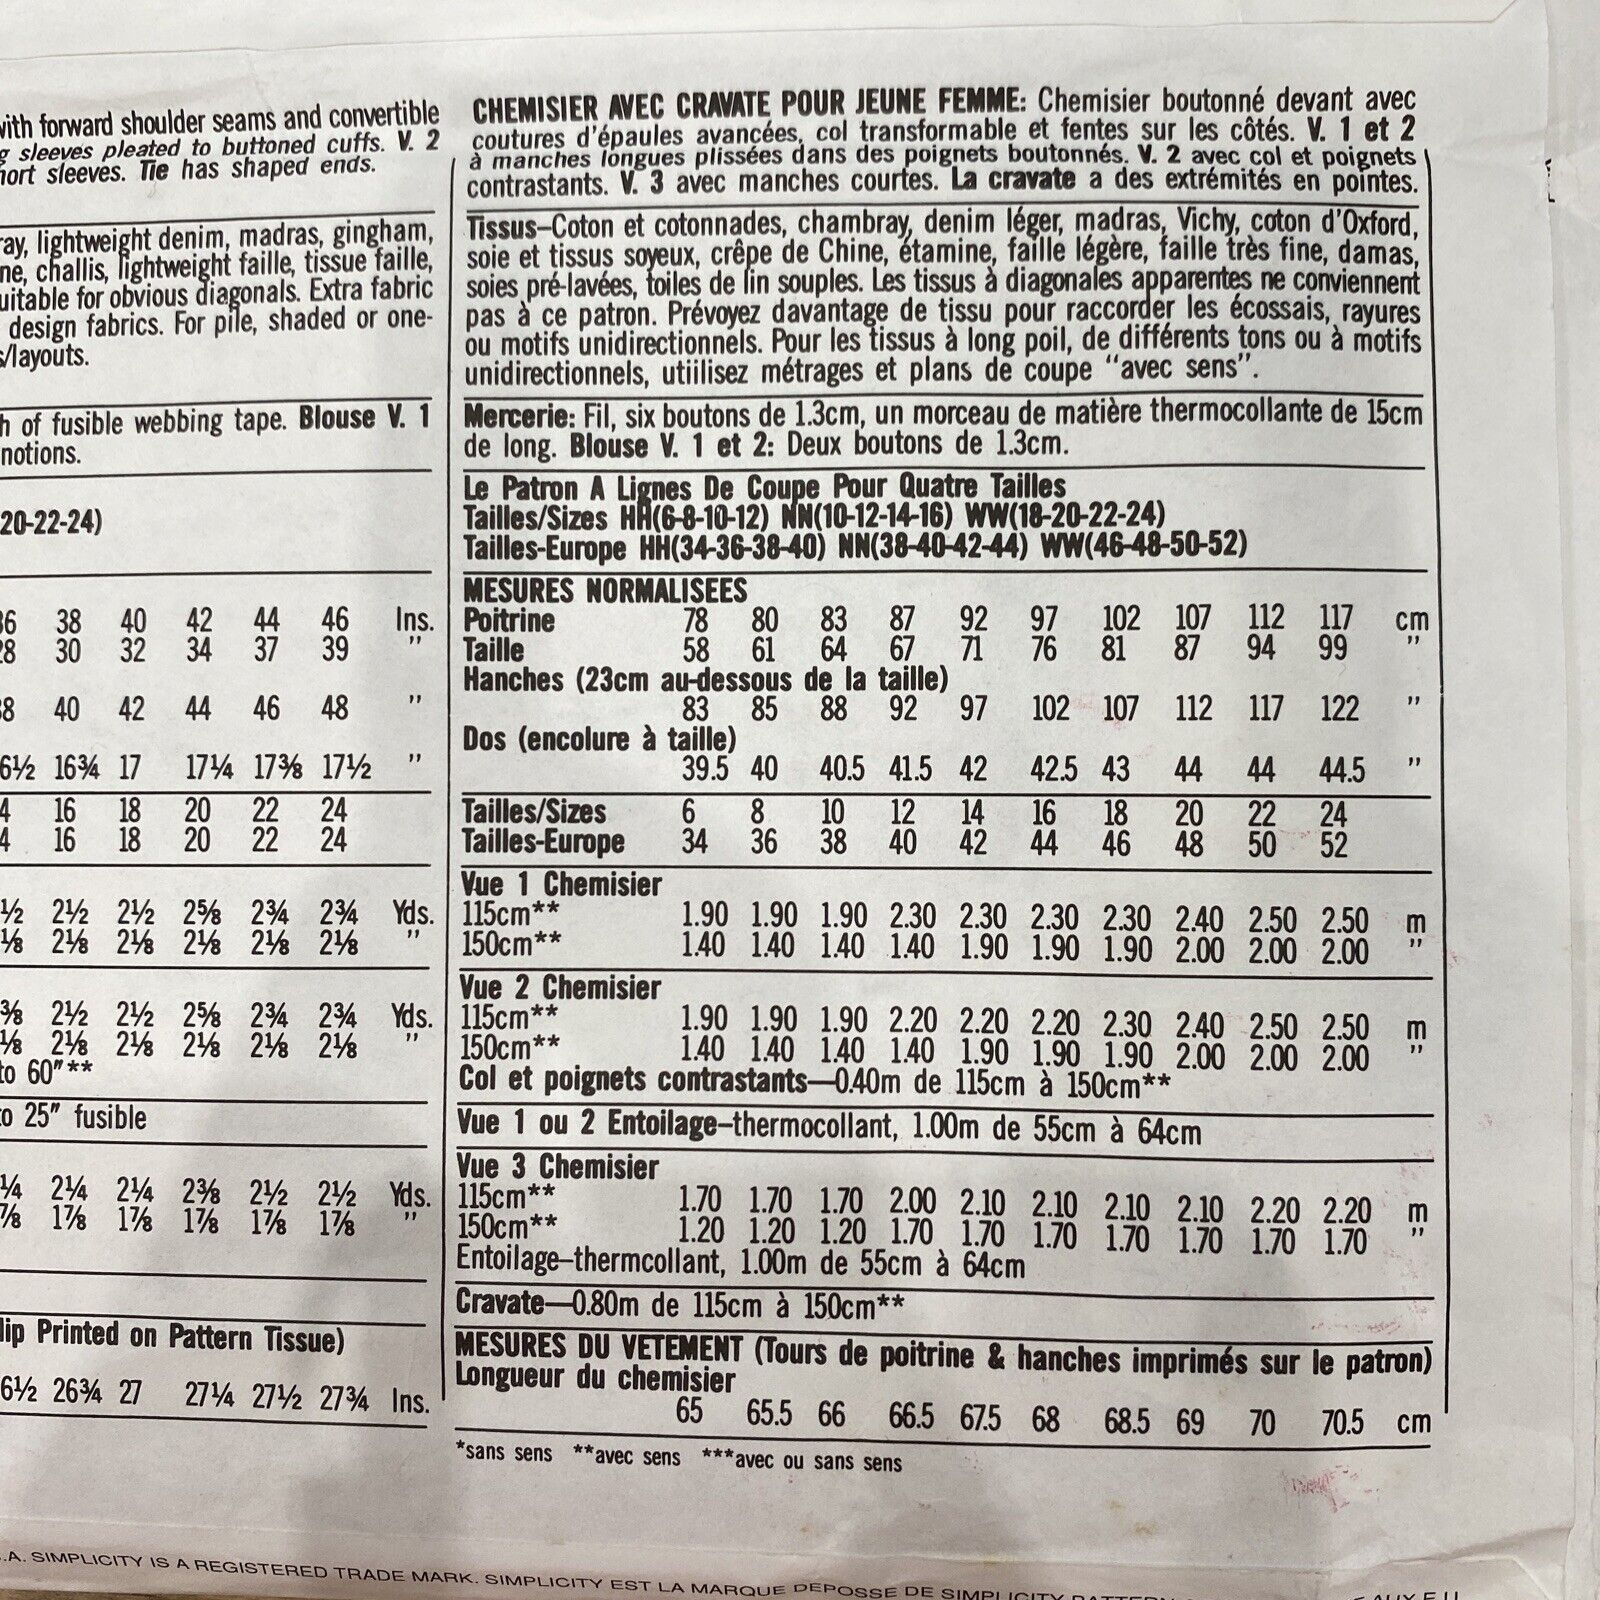 with forward shoulder seams and convertible
sleeves pleated to buttoned cuffs. V. 2
short sleeves. Tie has shaped ends.
lightweight denim, madras, gingham,
challis, lightweight faille, tissue faille,
suitable for obvious diagonals. Extra fabric
design fabrics. For pile, shaded or one-
s/layouts.
of fusible webbing tape. Blouse V. 1
notions.
20-22-24)
36 38 40 42 44 46 Ins.
28 30 32 34 37 39 "
38 40 42 44 46 48 "
6½ 16¾ 17 17¼ 17⅜ 17½ "
4 16 18 20 22 24
4 16 18 20 22 24
½ 2½ 2½ 2⅝ 2¾ 2¾ Yds.
⅛ 2⅛ 2⅛ 2⅛ 2⅛ 2⅛ "
⅜ 2½ 2½ 2⅝ 2¾ 2¾ Yds.
⅛ 2⅛ 2⅛ 2⅛ 2⅛ 2⅛ "
to 60"**
to 25" fusible
¼ 2¼ 2¼ 2⅜ 2½ 2½ Yds.
⅞ 1⅞ 1⅞ 1⅞ 1⅞ 1⅞ "
Printed on Pattern Tissue)
6½ 26¾ 27 27¼ 27½ 27¾ Ins.
CHEMISIER AVEC CRAVATE POUR JEUNE FEMME: Chemisier boutonné devant avec
coutures d'épaules avancées, col transformable et fentes sur les côtés. V. 1 et 2
à manches longues plissées dans des poignets boutonnés. V. 2 avec col et poignets
contrastants. V. 3 avec manches courtes. La cravate a des extrémités en pointes.
Tissus–Coton et cotonnades, chambray, denim léger, madras, Vichy, coton d'Oxford,
soie et tissus soyeux, crêpe de Chine, étamine, faille légère, faille très fine, damas,
soies pré-lavées, toiles de lin souples. Les tissus à diagonales apparentes ne conviennent
pas à ce patron. Prévoyez davantage de tissu pour raccorder les écossais, rayures
ou motifs unidirectionnels. Pour les tissus à long poil, de différents tons ou à motifs
unidirectionnels, utiilisez métrages et plans de coupe "avec sens".
Mercerie: Fil, six boutons de 1.3cm, un morceau de matière thermocollante de 15cm
de long. Blouse V. 1 et 2: Deux boutons de 1.3cm.
Le Patron A Lignes De Coupe Pour Quatre Tailles
Tailles/Sizes HH(6-8-10-12) NN(10-12-14-16) WW(18-20-22-24)
Tailles-Europe HH(34-36-38-40) NN(38-40-42-44) WW(46-48-50-52)
MESURES NORMALISEES
Poitrine 78 80 83 87 92 97 102 107 112 117 cm
Taille 58 61 64 67 71 76 81 87 94 99 "
Hanches (23cm au-dessous de la taille)
83 85 88 92 97 102 107 112 117 122 "
Dos (encolure à taille)
39.5 40 40.5 41.5 42 42.5 43 44 44 44.5 "
Tailles/Sizes 6 8 10 12 14 16 18 20 22 24
Tailles-Europe 34 36 38 40 42 44 46 48 50 52
Vue 1 Chemisier
115cm** 1.90 1.90 1.90 2.30 2.30 2.30 2.30 2.40 2.50 2.50 m
150cm** 1.40 1.40 1.40 1.40 1.90 1.90 1.90 2.00 2.00 2.00 "
Vue 2 Chemisier
115cm** 1.90 1.90 1.90 2.20 2.20 2.20 2.30 2.40 2.50 2.50 m
150cm** 1.40 1.40 1.40 1.40 1.90 1.90 1.90 2.00 2.00 2.00 "
Col et poignets contrastants—0.40m de 115cm à 150cm**
Vue 1 ou 2 Entoilage–thermocollant, 1.00m de 55cm à 64cm
Vue 3 Chemisier
115cm** 1.70 1.70 1.70 2.00 2.10 2.10 2.10 2.10 2.20 2.20 m
150cm** 1.20 1.20 1.20 1.70 1.70 1.70 1.70 1.70 1.70 1.70 "
Entoilage–thermcollant, 1.00m de 55cm à 64cm
Cravate—0.80m de 115cm à 150cm**
MESURES DU VETEMENT (Tours de poitrine & hanches imprimés sur le patron)
Longueur du chemisier
65 65.5 66 66.5 67.5 68 68.5 69 70 70.5 cm
*sans sens **avec sens ***avec ou sans sens
.A. SIMPLICITY IS A REGISTERED TRADE MARK. SIMPLICITY EST LA MARQUE DEPOSSE DE SIMPLICITY